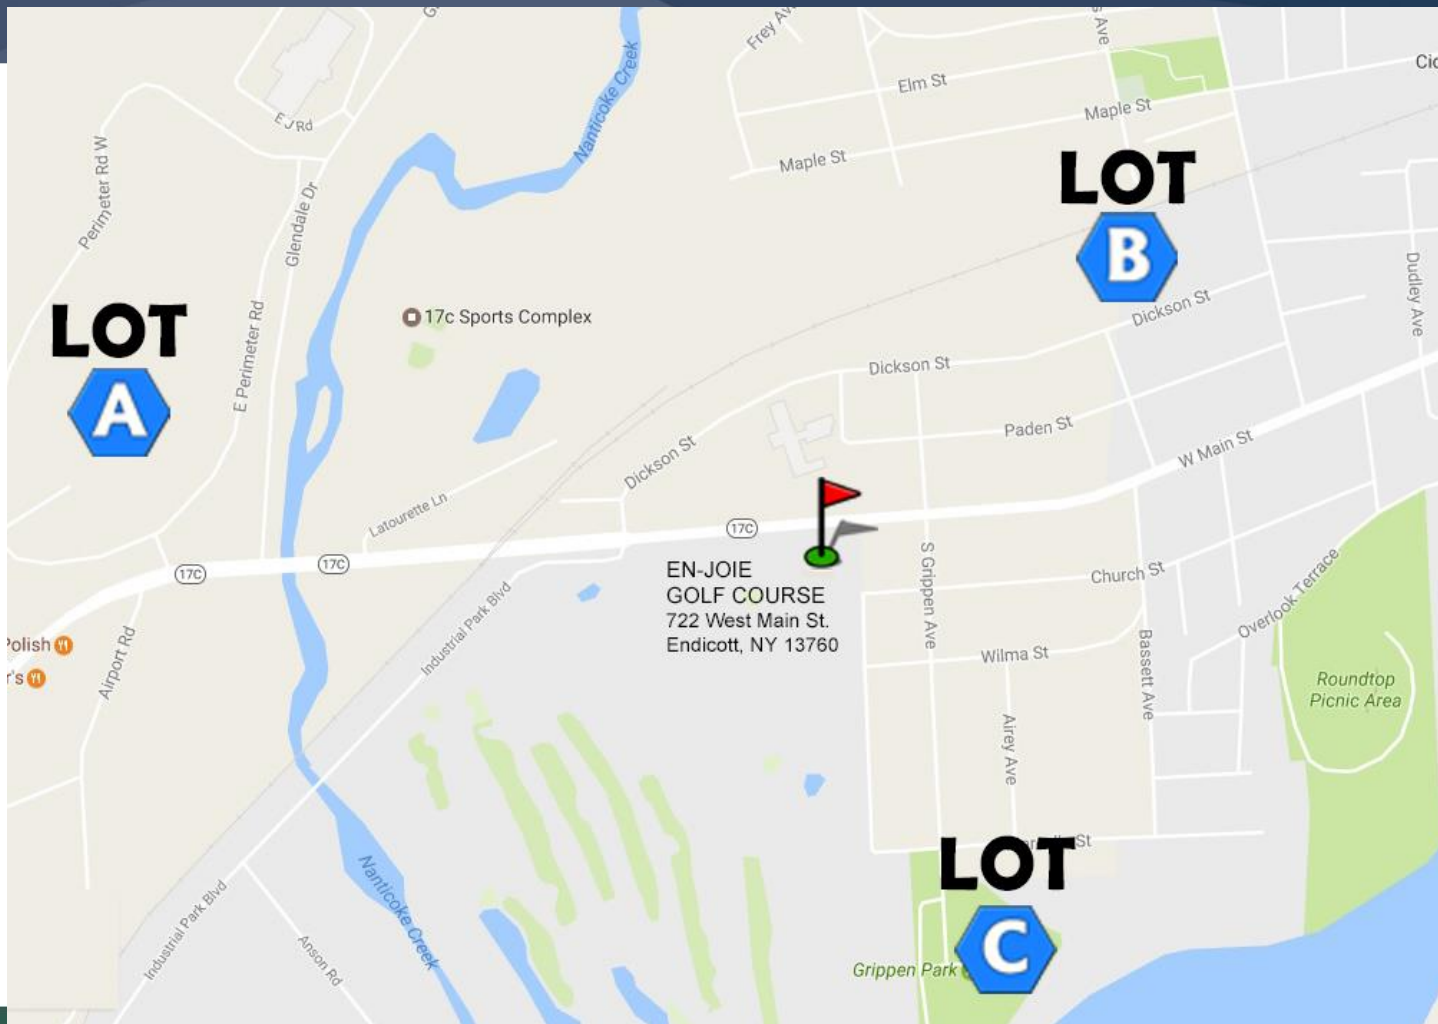 Frey Av
s Ave
Cic
Elm St
Maple St
Maple St
Nanticoke Creek
E J Rd
Perimeter Rd W
Glendale Dr
LOT
B
Dickson St
Dudley Ave
LOT
A
E Perimeter Rd
17c Sports Complex
Dickson St
Paden St
W Main St
Dickson St
Latourette Ln
17C
17C
17C
EN-JOIE
GOLF COURSE
722 West Main St.
Endicott, NY 13760
S Grippen Ave
Church St
Overlook Terrace
Industrial Park Blvd
Polish
r's
Airport Rd
Wilma St
Bassett Ave
Roundtop
Picnic Area
Airey Ave
St
LOT
C
Grippen Park
Nanticoke Creek
Industrial Park Blvd
Anson Rd